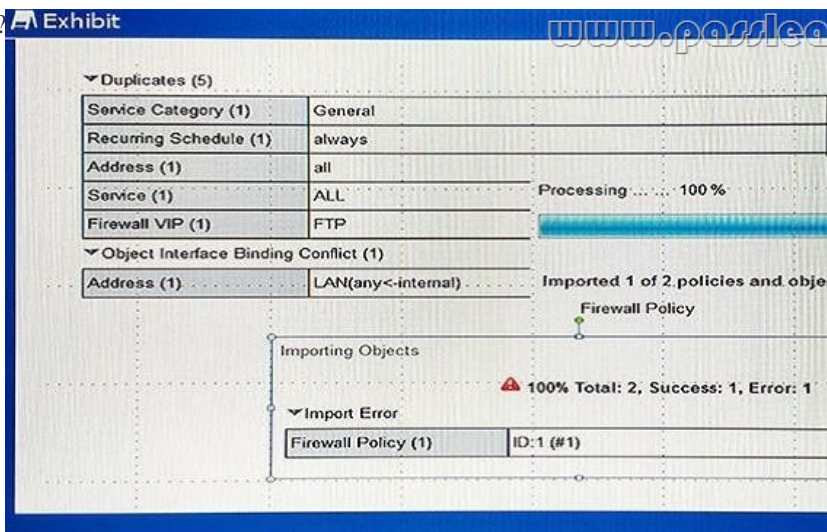 Exhibit
▼Duplicates (5)
Service Category (1) General
Recurring Schedule (1) always
Address (1) all
Service (1) ALL
Firewall VIP (1) FTP
Processing ... ... 100 %
▼Object Interface Binding Conflict (1)
Address (1) LAN(any<-internal)
Imported 1 of 2 policies and
Firewall Policy
Importing Objects
100% Total: 2, Success: 1, Error: 1
▼Import Error
Firewall Policy (1) ID:1 (#1)